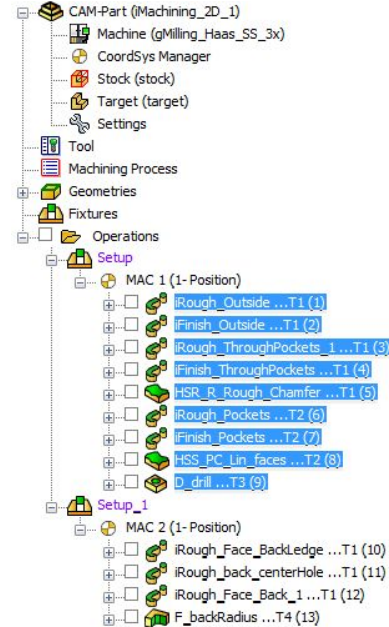 CAM-Part (iMachining_2D_1)
Machine (gMilling_Haas_SS_3x)
CoordSys Manager
Stock (stock)
Target (target)
Settings
Tool
Machining Process
Geometries
Fixtures
Operations
Setup
MAC 1 (1- Position)
iRough_Outside ...T1 (1)
iFinish_Outside ...T1 (2)
iRough_ThroughPockets_1 ...T1 (3)
iFinish_ThroughPockets ...T1 (4)
HSR_R_Rough_Chamfer ...T1 (5)
iRough_Pockets ...T2 (6)
iFinish_Pockets ...T2 (7)
HSS_PC_Lin_faces ...T2 (8)
D_drill ...T3 (9)
Setup_1
MAC 2 (1- Position)
iRough_Face_BackLedge ...T1 (10)
iRough_back_centerHole ...T1 (11)
iRough_Face_Back_1 ...T1 (12)
F_backRadius ...T4 (13)